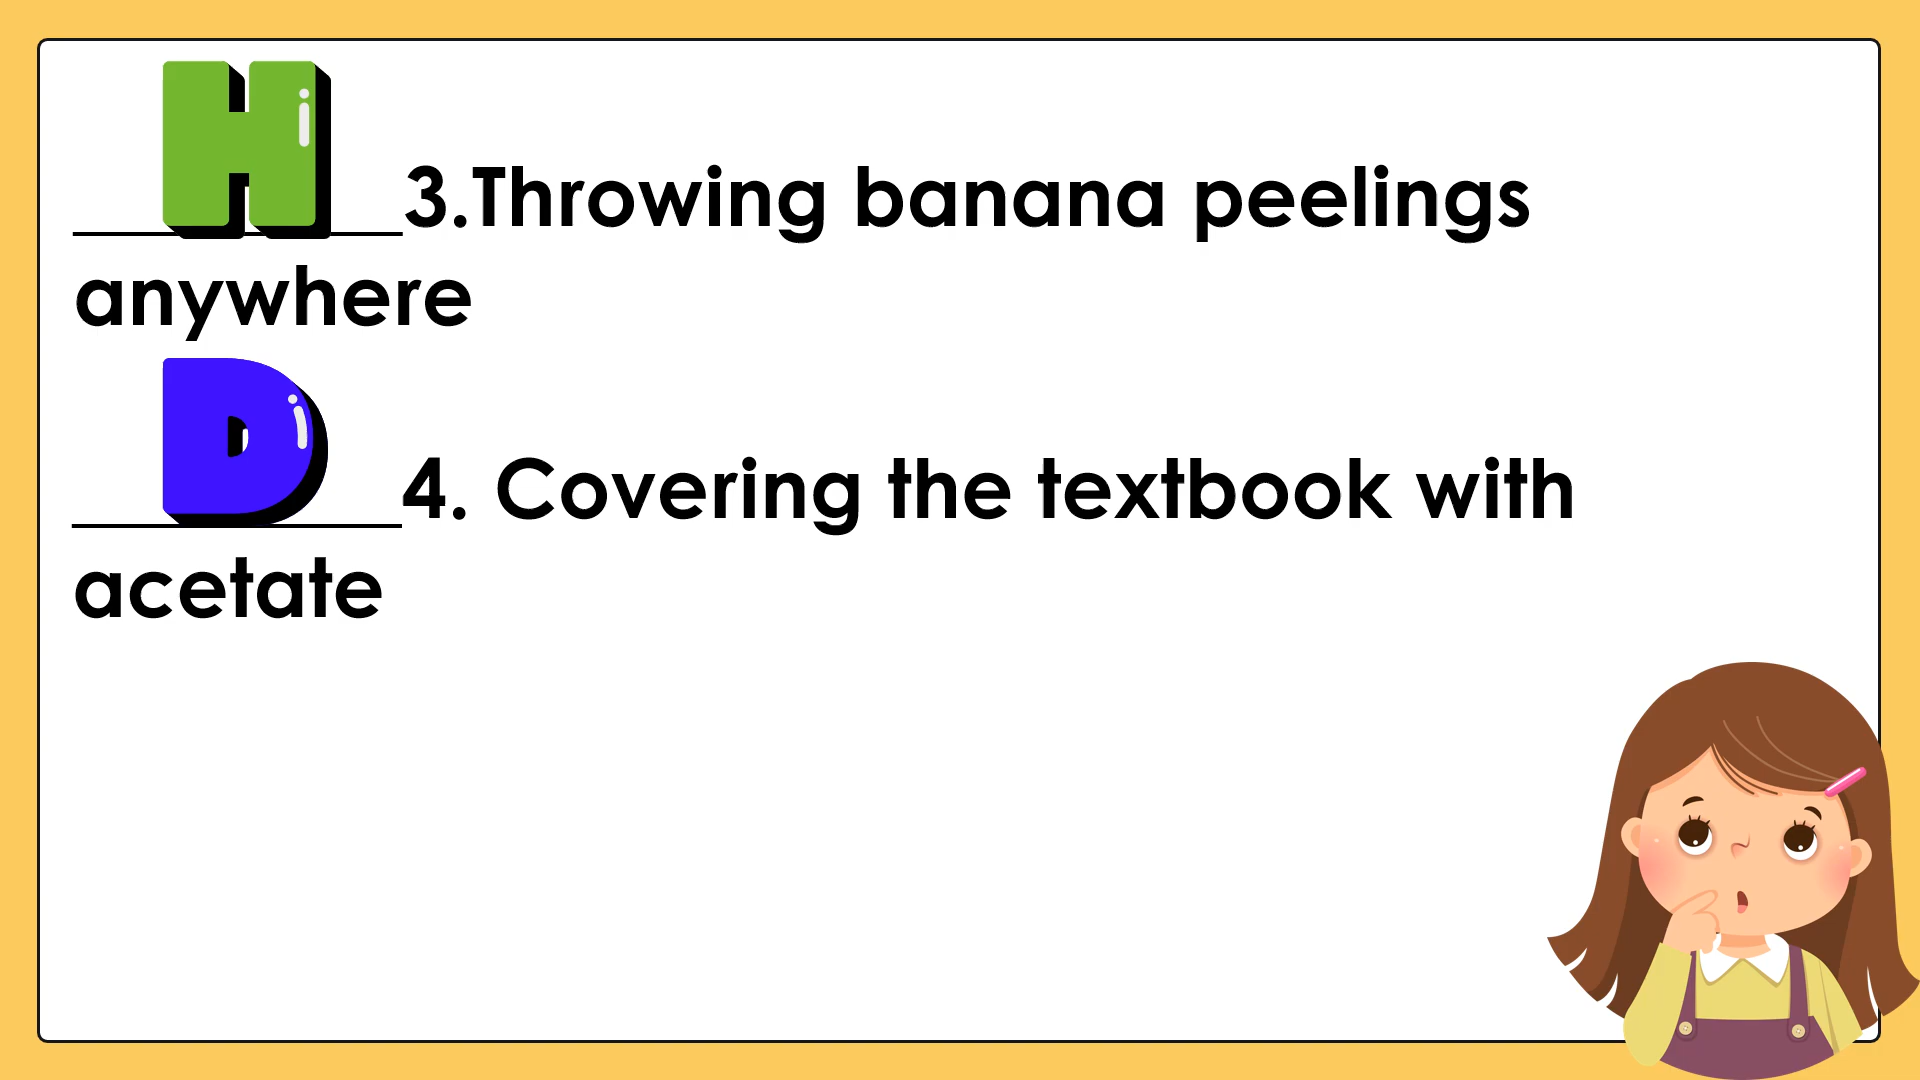 H 3.Throwing banana peelings
anywhere
D 4. Covering the textbook with
acetate